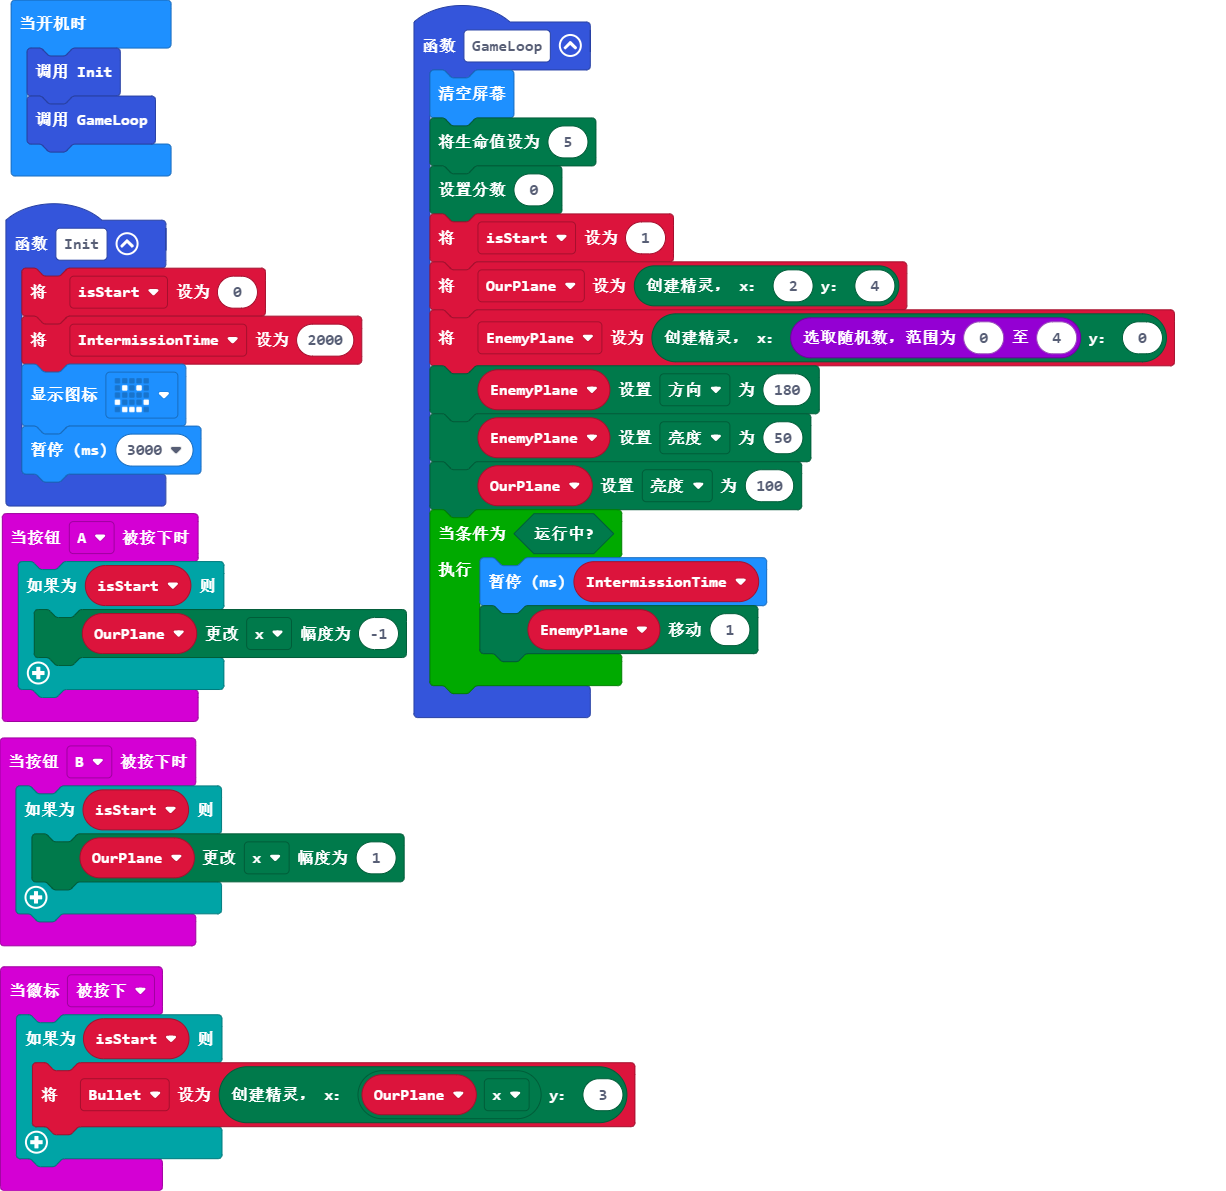 当开机时
调用 Init
调用 GameLoop
函数 Init
将 isStart 设为 0
将 IntermissionTime 设为 2000
显示图标
暂停 (ms) 3000
当按钮 A 被按下时
如果为 isStart 则
OurPlane 更改 x 幅度为 -1
当按钮 B 被按下时
如果为 isStart 则
OurPlane 更改 x 幅度为 1
当徽标 被按下
如果为 isStart 则
将 Bullet 设为 创建精灵, x: OurPlane x y: 3
函数 GameLoop
清空屏幕
将生命值设为 5
设置分数 0
将 isStart 设为 1
将 OurPlane 设为 创建精灵, x: 2 y: 4
将 EnemyPlane 设为 创建精灵, x: 选取随机数,范围为 0 至 4 y: 0
EnemyPlane 设置 方向 为 180
EnemyPlane 设置 亮度 为 50
OurPlane 设置 亮度 为 100
当条件为 运行中?
执行
暂停 (ms) IntermissionTime
EnemyPlane 移动 1